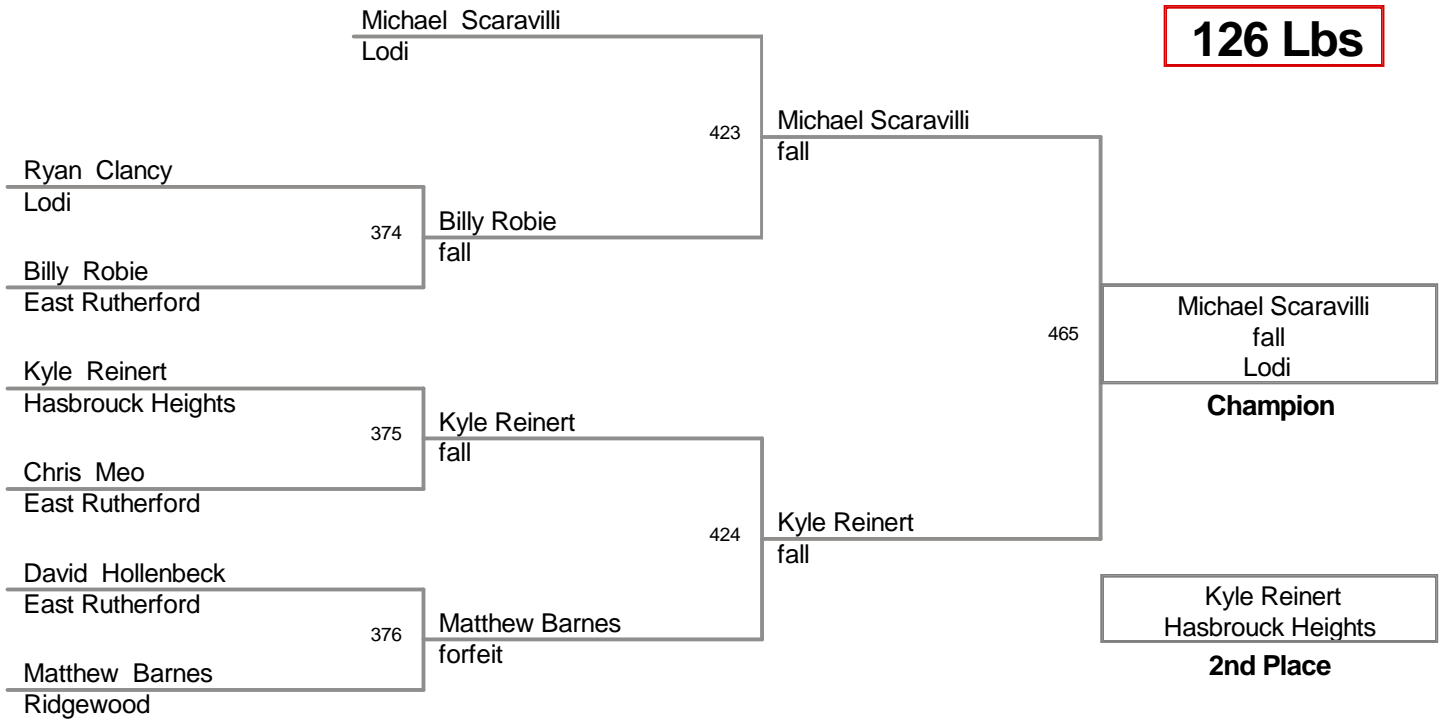 Michael Scaravilli
Lodi
126 Lbs
423
Michael Scaravilli
fall
Ryan Clancy
Lodi
374
Billy Robie
fall
Billy Robie
East Rutherford
465
Michael Scaravilli
fall
Lodi
Champion
Kyle Reinert
Hasbrouck Heights
375
Kyle Reinert
fall
Chris Meo
East Rutherford
424
Kyle Reinert
fall
David Hollenbeck
East Rutherford
376
Matthew Barnes
forfeit
Matthew Barnes
Ridgewood
Kyle Reinert
Hasbrouck Heights
2nd Place